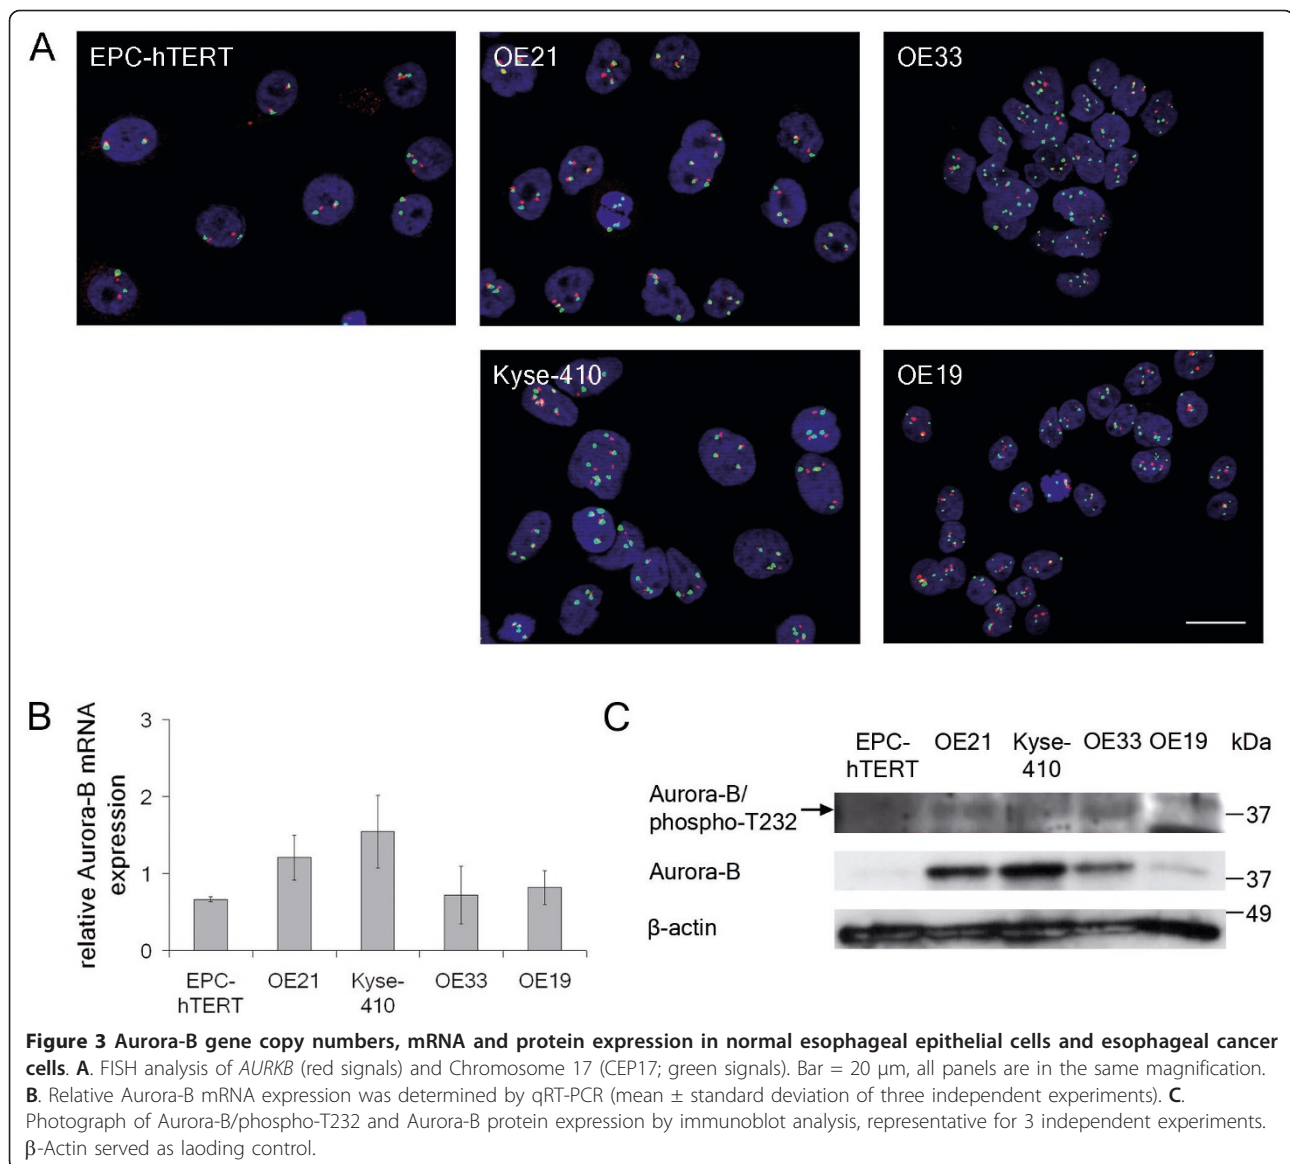 A
EPC-hTERT
OE21
OE33
Kyse-410
OE19
B
relative Aurora-B mRNA
expression
3
2
1
0
EPC-
hTERT
OE21
Kyse-
410
OE33
OE19
C
EPC-
hTERT
OE21
Kyse-
410
OE33
OE19
kDa
Aurora-B/
phospho-T232
37
Aurora-B
37
49
β-actin
Figure 3 Aurora-B gene copy numbers, mRNA and protein expression in normal esophageal epithelial cells and esophageal cancer
cells. A. FISH analysis of AURKB (red signals) and Chromosome 17 (CEP17; green signals). Bar = 20 μm, all panels are in the same magnification.
B. Relative Aurora-B mRNA expression was determined by qRT-PCR (mean ± standard deviation of three independent experiments). C.
Photograph of Aurora-B/phospho-T232 and Aurora-B protein expression by immunoblot analysis, representative for 3 independent experiments.
β-Actin served as laoding control.